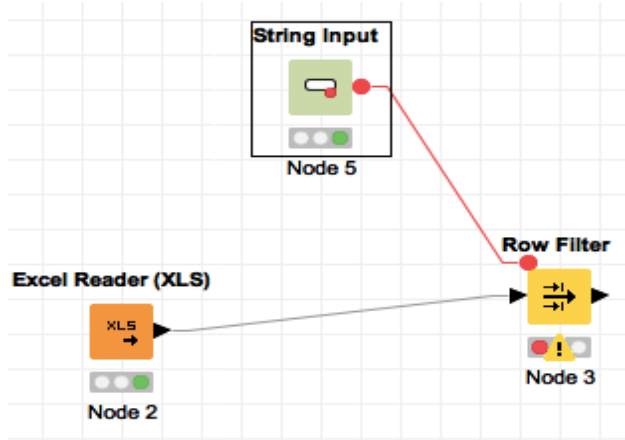 String Input
Node 5
Row Filter
Excel Reader (XLS)
XLS
!
Node 3
Node 2